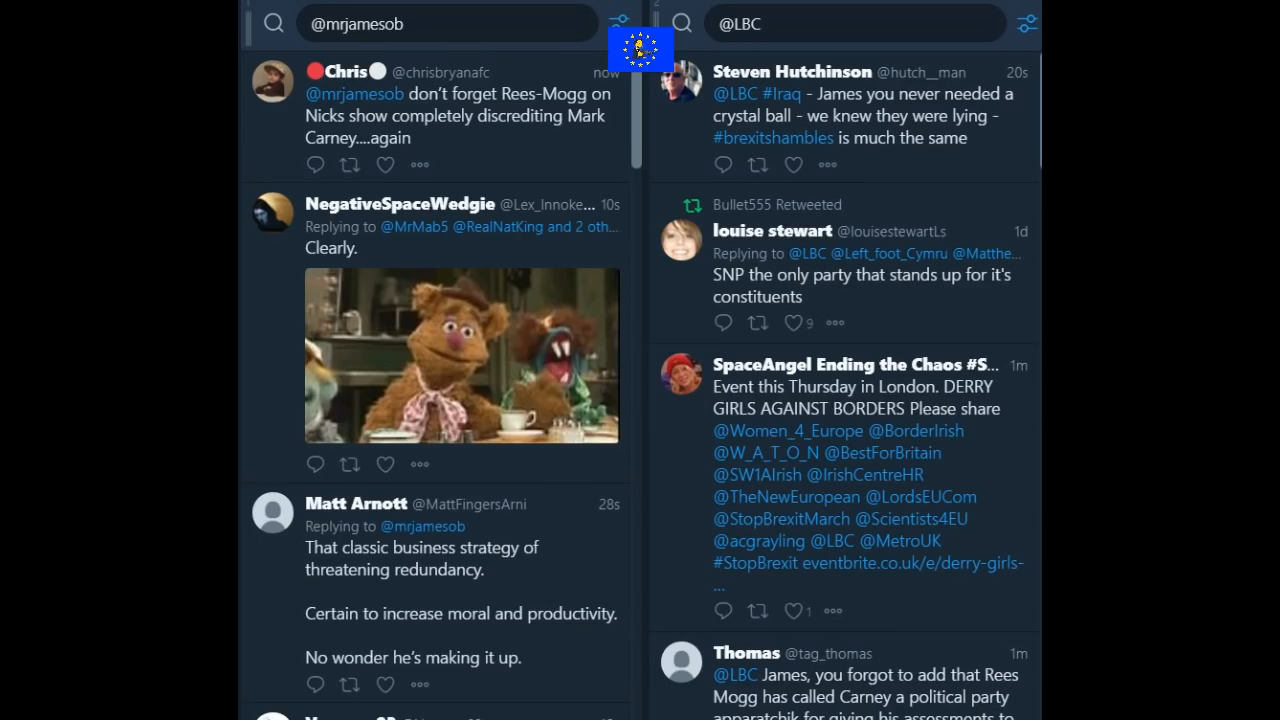 @mrjamesob
Chris @chrisbryanafc now
@mrjamesob don’t forget Rees-Mogg on
Nicks show completely discrediting Mark
Carney....again
NegativeSpaceWedgie @Lex_Innoke... 10s
Replying to @MrMab5 @RealNatKing and 2 oth...
Clearly.
Matt Arnott @MattFingersArni 28s
Replying to @mrjamesob
That classic business strategy of
threatening redundancy.
Certain to increase moral and productivity.
No wonder he’s making it up.
2
@LBC
Steven Hutchinson @hutch__man 20s
@LBC #Iraq - James you never needed a
crystal ball - we knew they were lying -
#brexitshambles is much the same
Bullet555 Retweeted
louise stewart @louisestewartLs 1d
Replying to @LBC @Left_foot_Cymru @Matthe...
SNP the only party that stands up for it's
constituents
9
SpaceAngel Ending the Chaos #S... 1m
Event this Thursday in London. DERRY
GIRLS AGAINST BORDERS Please share
@Women_4_Europe @BorderIrish
@W_A_T_O_N @BestForBritain
@SW1AIrish @IrishCentreHR
@TheNewEuropean @LordsEUCom
@StopBrexitMarch @Scientists4EU
@acgrayling @LBC @MetroUK
#StopBrexit eventbrite.co.uk/e/derry-girls-
...
1
Thomas @tag_thomas 1m
@LBC James, you forgot to add that Rees
Mogg has called Carney a political party
apparatchik for giving his assessments to